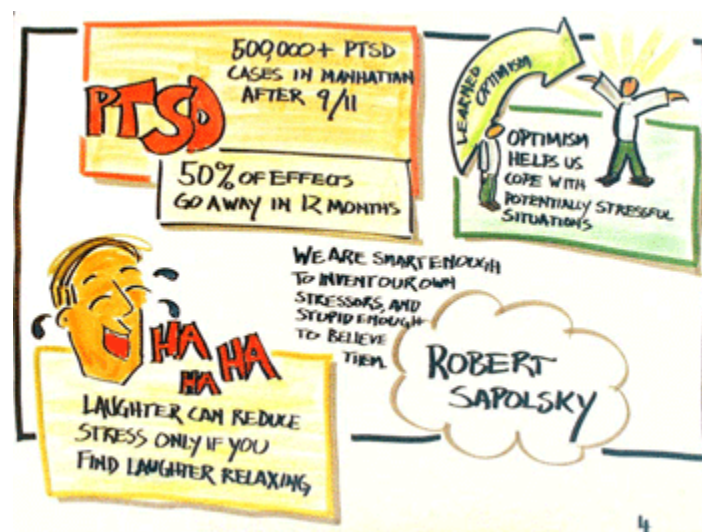 PTSD
500,000+ PTSD
CASES IN MANHATTAN
AFTER 9/11
50% OF EFFECTS
GO AWAY IN 12 MONTHS
LEARNED
OPTIMISM
OPTIMISM
HELPS US
COPE WITH
POTENTIALLY STRESSFUL
SITUATIONS
WE ARE SMART ENOUGH
TO INVENT OUR OWN
STRESSORS, AND
STUPID ENOUGH
TO BELIEVE
THEM.
ROBERT
SAPOLSKY
HA
HA
HA
LAUGHTER CAN REDUCE
STRESS ONLY IF YOU
FIND LAUGHTER RELAXING
4